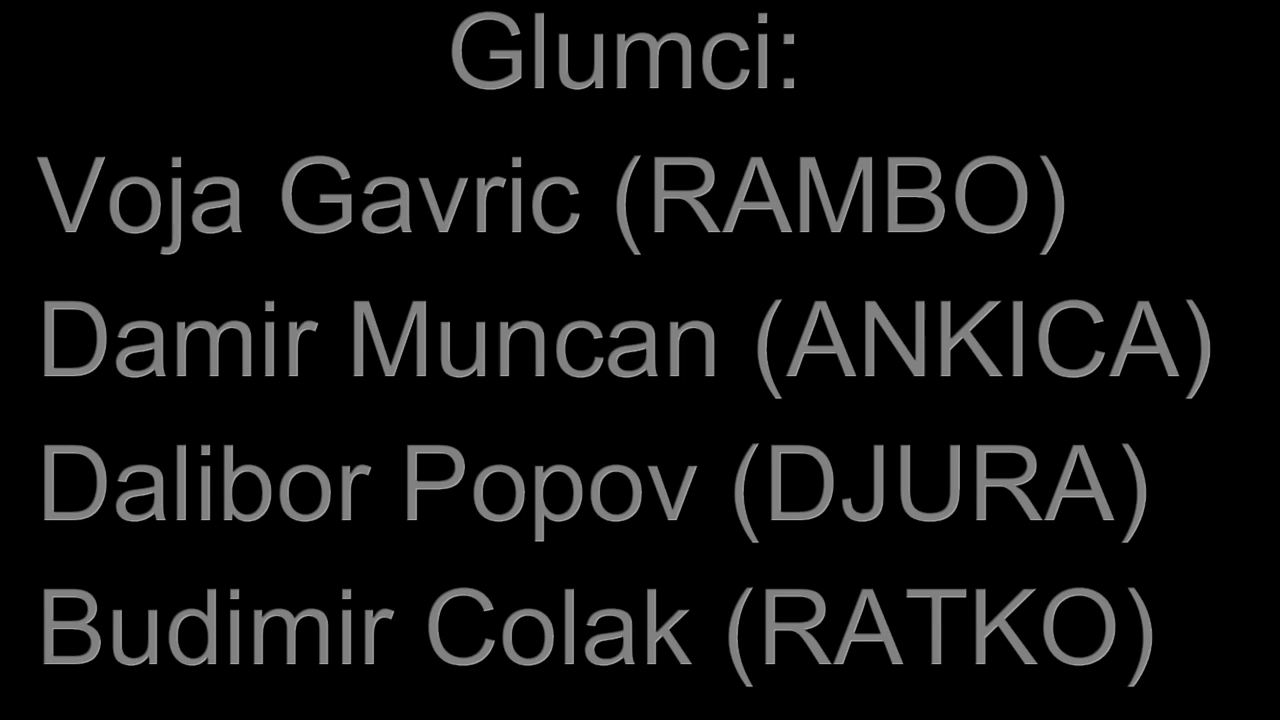 Glumci:
Voja Gavric (RAMBO)
Damir Muncan (ANKICA)
Dalibor Popov (DJURA)
Budimir Colak (RATKO)